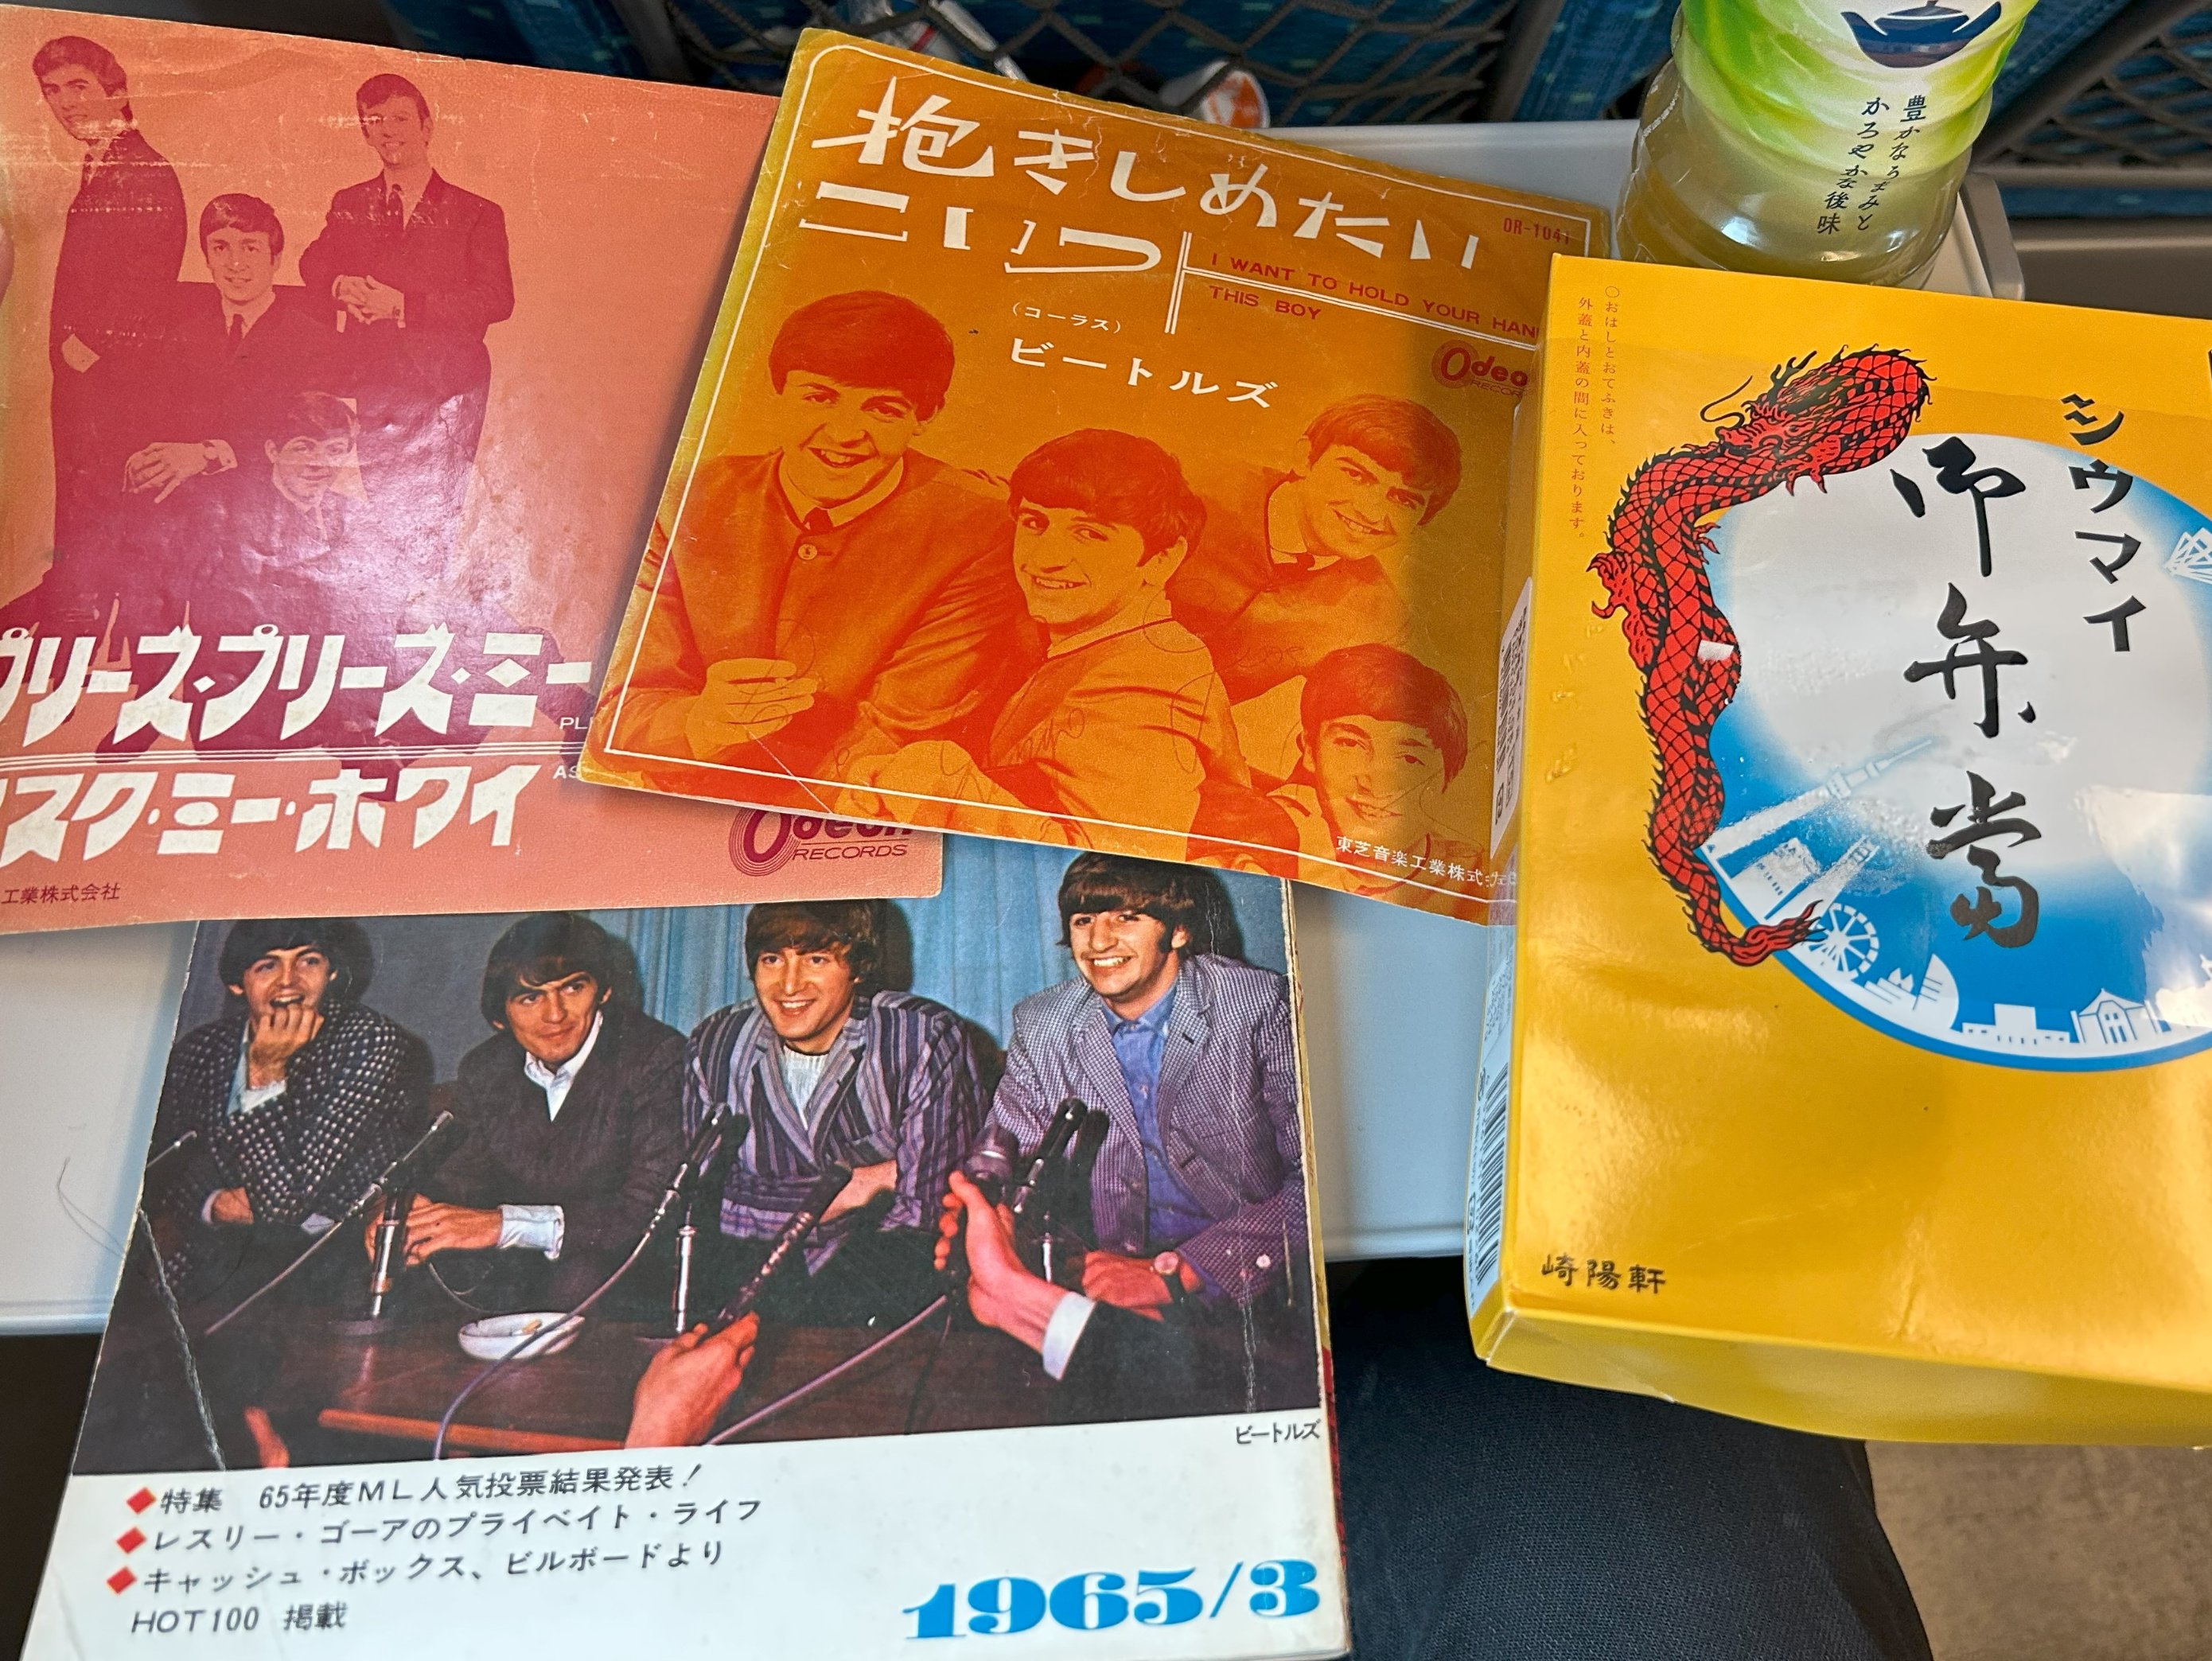 プリーズ・プリーズ・ミー
PL
スク・ミー・ホワイ
AS
Odeon
RECORDS
工業株式会社
抱きしめたい
OR-1041
こいつ
I WANT TO HOLD YOUR HAN
THIS BOY
(コーラス)
ビートルズ
Odeo
RECOR
東芝音楽工業株式
豊かなうまみと
かろやかな後味
○おはしとおてふきは、
外蓋と内蓋の間に入っております。
シウマイ
御弁当
崎陽軒
ビートルズ
◆特集 65年度ML人気投票結果発表!
◆レスリー・ゴーアのプライベイト・ライフ
◆キャッシュ・ボックス、ビルボードより
HOT100 掲載
1965/3